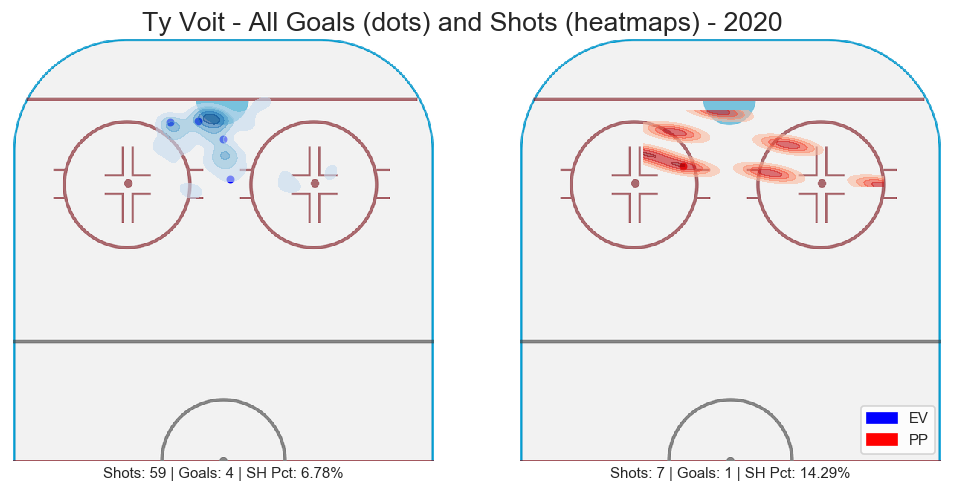 Ty Voit - All Goals (dots) and Shots (heatmaps) - 2020
EV
PP
Shots: 59 | Goals: 4 | SH Pct: 6.78%
Shots: 7 | Goals: 1 | SH Pct: 14.29%